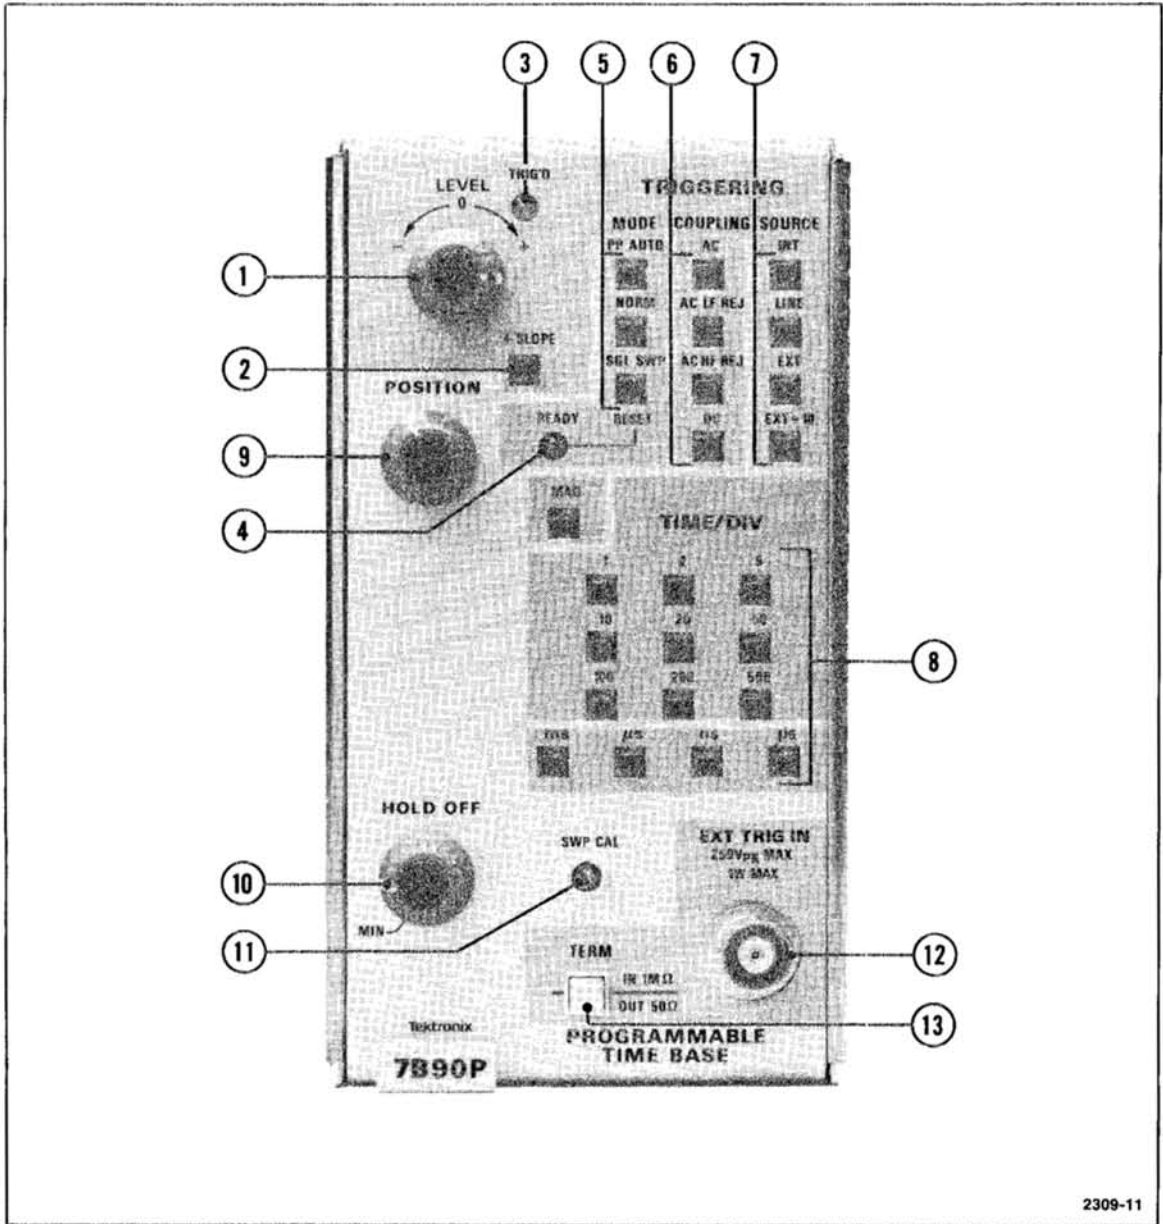 3
5
6
7
TRIG'D
LEVEL
0
TRIGGERING
MODE COUPLING SOURCE
- +
PP AUTO AC INT
1
NORM AC LF REJ LINE
+ SLOPE
2
SGL SWP AC HF REJ EXT
POSITION
READY RESET DC
9
4
MAG
TIME/DIV
1 2 5
10 20 50
8
100 200 500
ms μs ns
HOLD OFF
SWP CAL
EXT TRIG IN
250VPK MAX
1W MAX
10
MIN
11
TERM
12
IN 1MΩ
OUT 50Ω
13
Tektronix
PROGRAMMABLE
TIME BASE
7B90P
2309-11